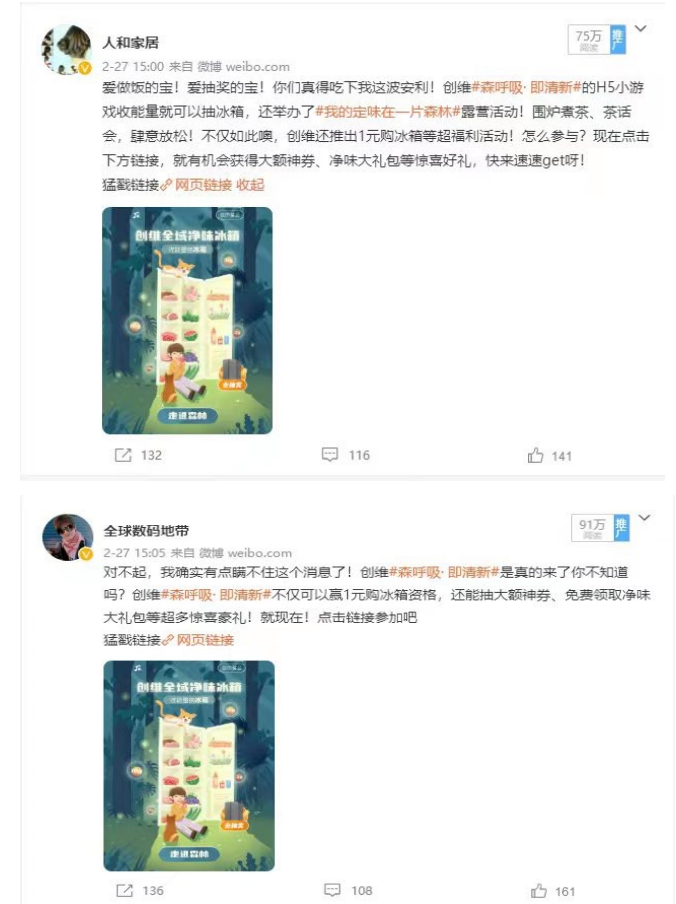 人和家居
75万
阅读
推广
2-27 15:00 来自 微博 weibo.com
爱做饭的宝！爱抽奖的宝！你们真得吃下我这波安利！创维#森呼吸· 即清新#的H5小游
戏收能量就可以抽冰箱，还举办了#我的定味在一片森林#露营活动！围炉煮茶、茶话
会，肆意放松！不仅如此噢，创维还推出1元购冰箱等超福利活动！怎么参与？现在点击
下方链接，就有机会获得大额神券、净味大礼包等惊喜好礼，快来速速get呀！
猛戳链接 网页链接 收起
创维全域净味冰箱
去抽奖
走进森林
132
116
141
全球数码地带
91万
阅读
推广
2-27 15:05 来自 微博 weibo.com
对不起，我确实有点瞒不住这个消息了！创维#森呼吸· 即清新#是真的来了你不知道
吗？创维#森呼吸· 即清新#不仅可以赢1元购冰箱资格，还能抽大额神券、免费领取净味
大礼包等超多惊喜豪礼！就现在！点击链接参加吧
猛戳链接 网页链接
创维全域净味冰箱
去抽奖
走进森林
136
108
161